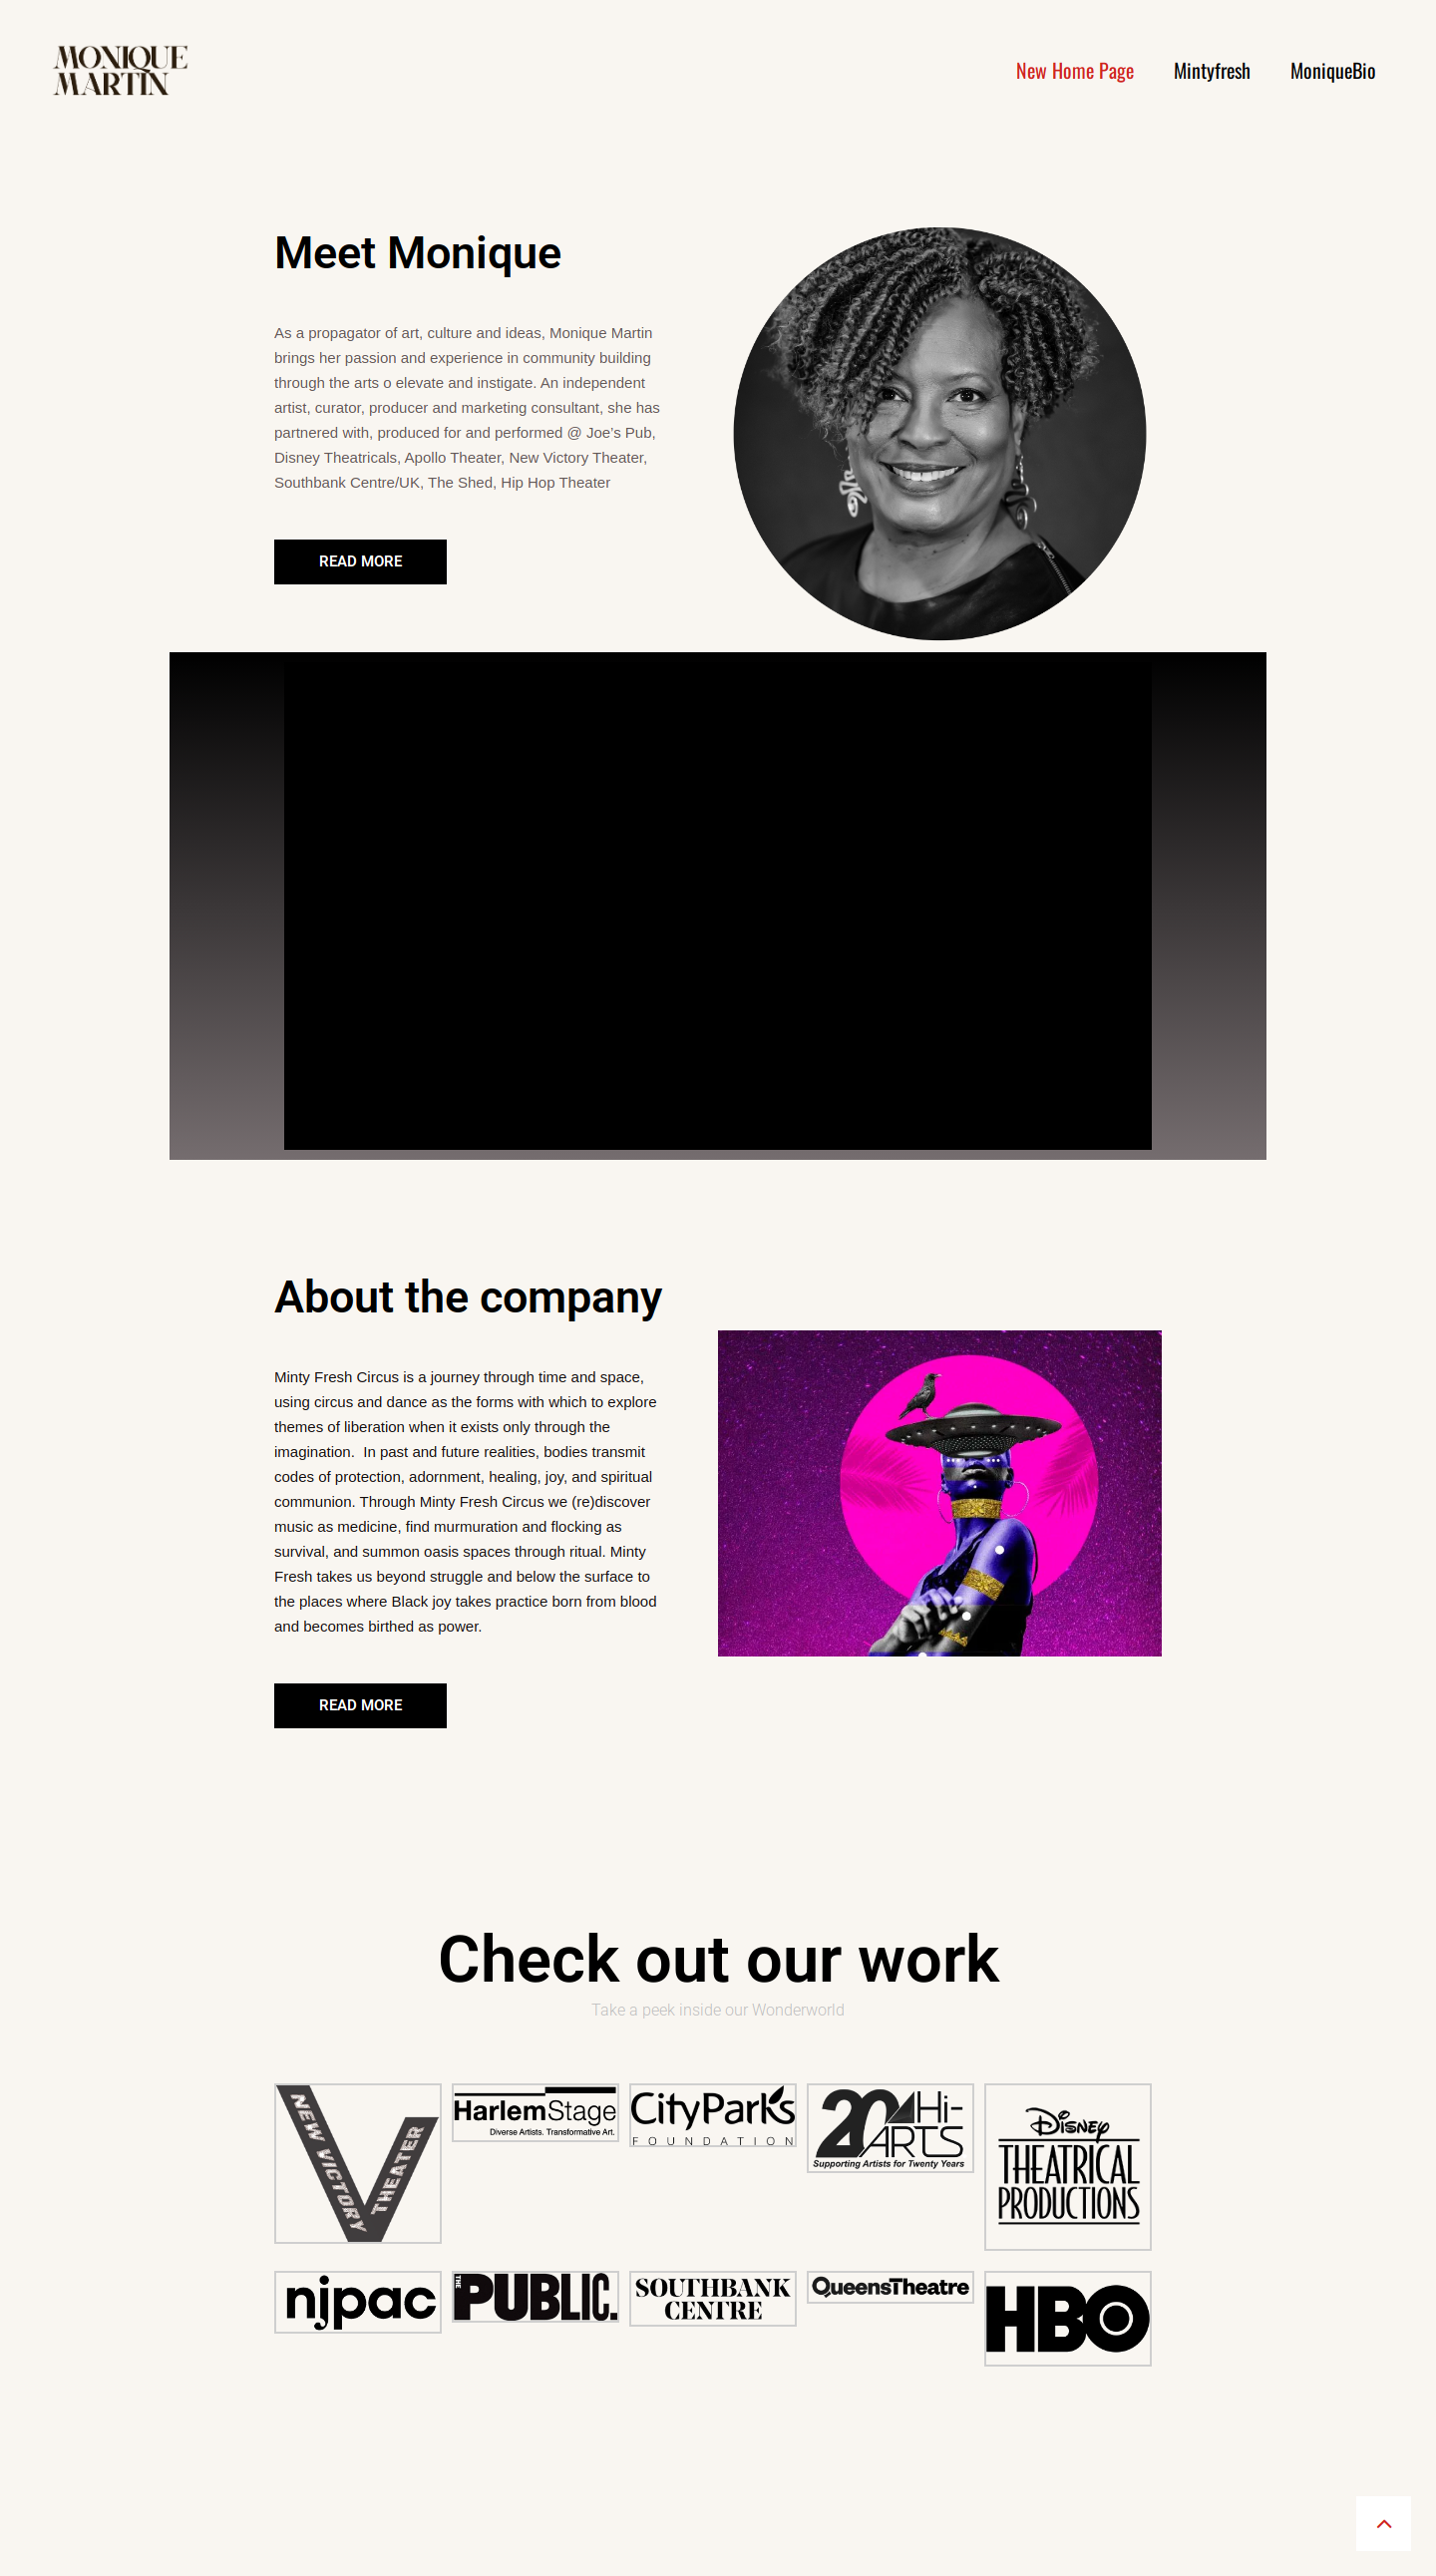 MONIQUE
MARTIN
New Home Page
Mintyfresh
MoniqueBio
Meet Monique
As a propagator of art, culture and ideas, Monique Martin
brings her passion and experience in community building
through the arts o elevate and instigate. An independent
artist, curator, producer and marketing consultant, she has
partnered with, produced for and performed @ Joe’s Pub,
Disney Theatricals, Apollo Theater, New Victory Theater,
Southbank Centre/UK, The Shed, Hip Hop Theater
READ MORE
About the company
Minty Fresh Circus is a journey through time and space,
using circus and dance as the forms with which to explore
themes of liberation when it exists only through the
imagination.  In past and future realities, bodies transmit
codes of protection, adornment, healing, joy, and spiritual
communion. Through Minty Fresh Circus we (re)discover
music as medicine, find murmuration and flocking as
survival, and summon oasis spaces through ritual. Minty
Fresh takes us beyond struggle and below the surface to
the places where Black joy takes practice born from blood
and becomes birthed as power.
READ MORE
Check out our work
Take a peek inside our Wonderworld
NEW VICTORY
THEATER
HarlemStage
Diverse Artists. Transformative Art.
CityParks
FOUNDATION
20 Hi-
ARTS
Supporting Artists for Twenty Years
Disney
THEATRICAL
PRODUCTIONS
njpac
THE PUBLIC.
SOUTHBANK
CENTRE
QueensTheatre
HBO